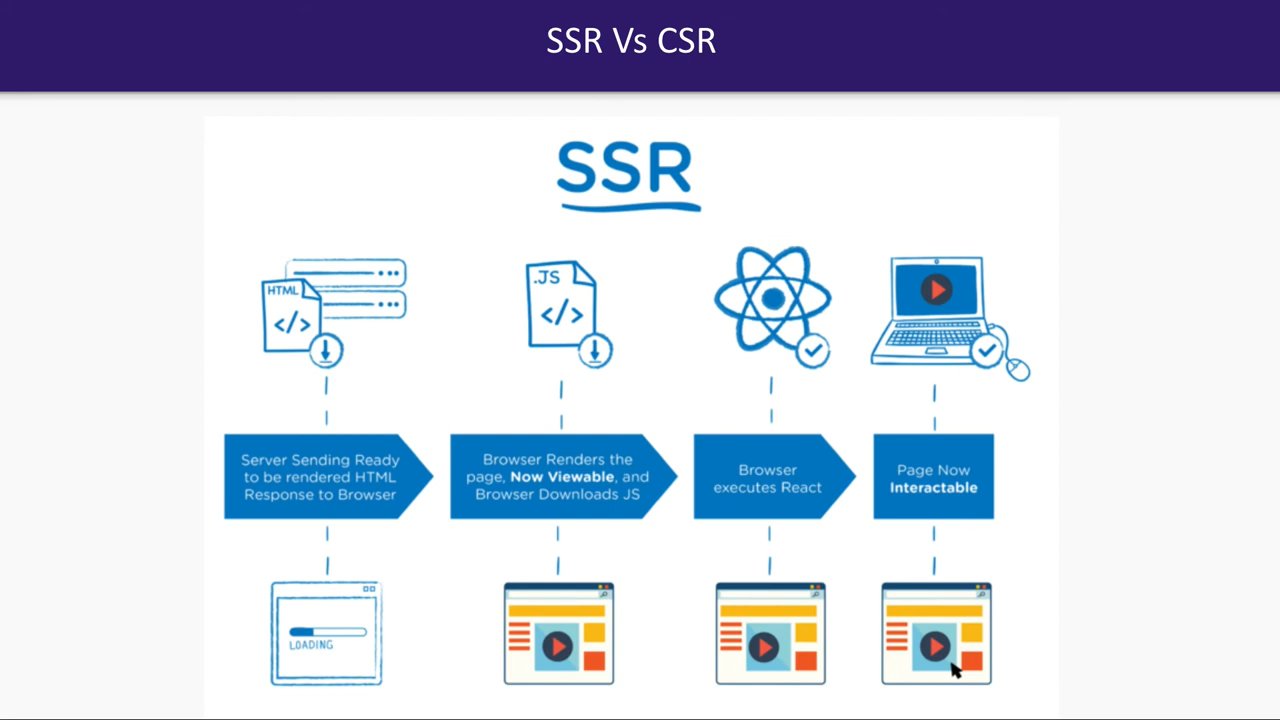 SSR Vs CSR
SSR
HTML
</>
.JS
</>
Server Sending Ready
to be rendered HTML
Response to Browser
Browser Renders the
page, Now Viewable, and
Browser Downloads JS
Browser
executes React
Page Now
Interactable
LOADING